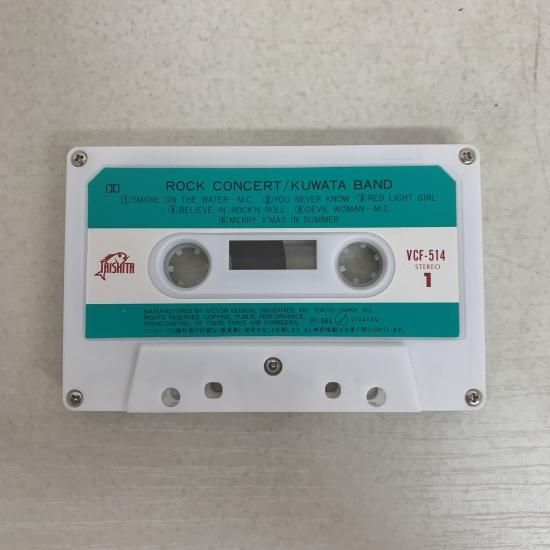 ROCK CONCERT/KUWATA BAND
①SMOKE ON THE WATER—M.C. ②YOU NEVER KNOW ③RED LIGHT GIRL
④BELIEVE IN ROCK'N ROLL ⑤DEVIL WOMAN—M.C.
⑥MERRY X'MAS IN SUMMER
TAISHITA
VCF-514
STEREO
1
MANUFACTURED BY VICTOR MUSICAL INDUSTRIES, INC. TOKYO, JAPAN. ALL
RIGHTS RESERVED. COPYING, PUBLIC PERFORMANCE,
BROADCASTING OF THESE TAPES ARE FORBIDDEN.
℗1986